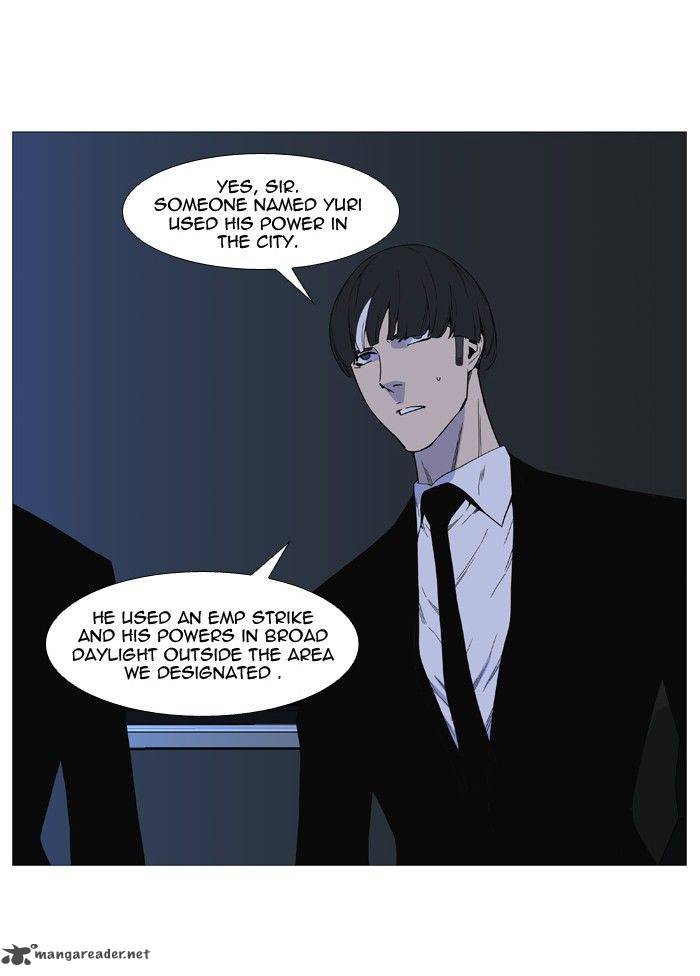 YES, SIR.
SOMEONE NAMED YURI
USED HIS POWER IN
THE CITY.
HE USED AN EMP STRIKE
AND HIS POWERS IN BROAD
DAYLIGHT OUTSIDE THE AREA
WE DESIGNATED .
mangareader.net